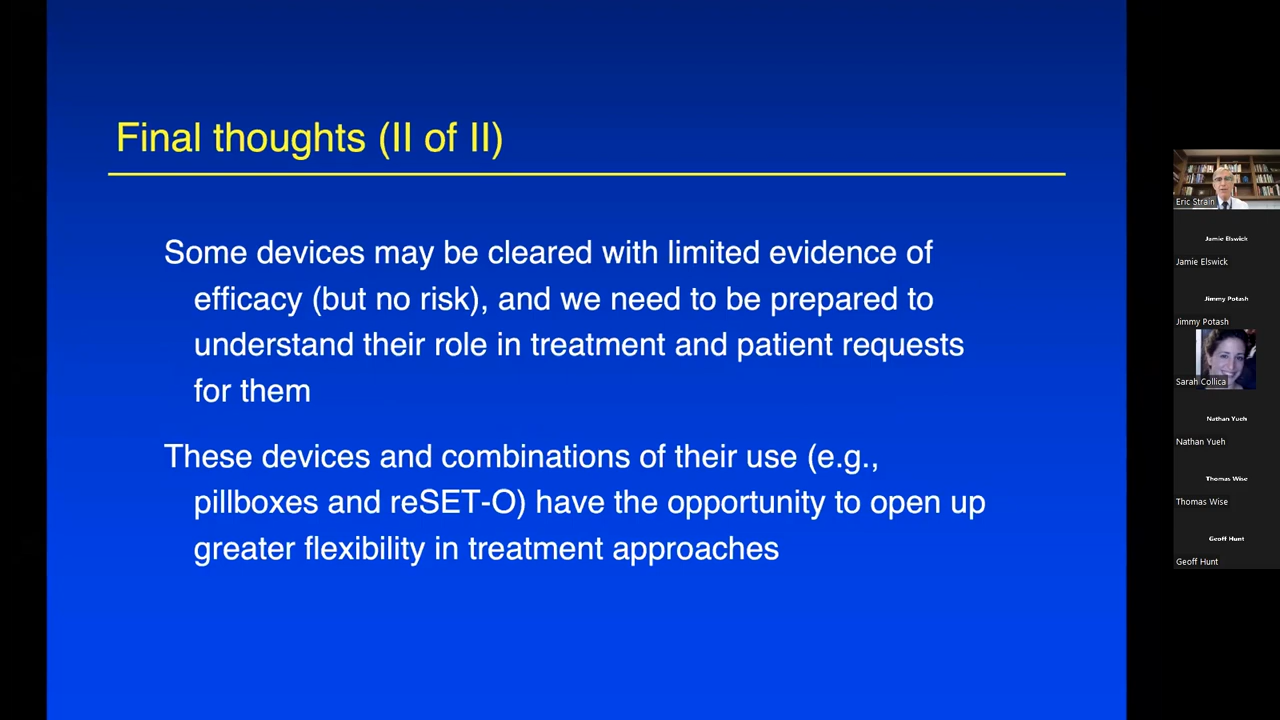 Final thoughts (II of II)
Some devices may be cleared with limited evidence of
efficacy (but no risk), and we need to be prepared to
understand their role in treatment and patient requests
for them
These devices and combinations of their use (e.g.,
pillboxes and reSET-O) have the opportunity to open up
greater flexibility in treatment approaches
Eric Strain
Jamie Elswick
Jamie Elswick
Jimmy Potash
Jimmy Potash
Sarah Collica
Nathan Yueh
Nathan Yueh
Thomas Wise
Thomas Wise
Geoff Hunt
Geoff Hunt